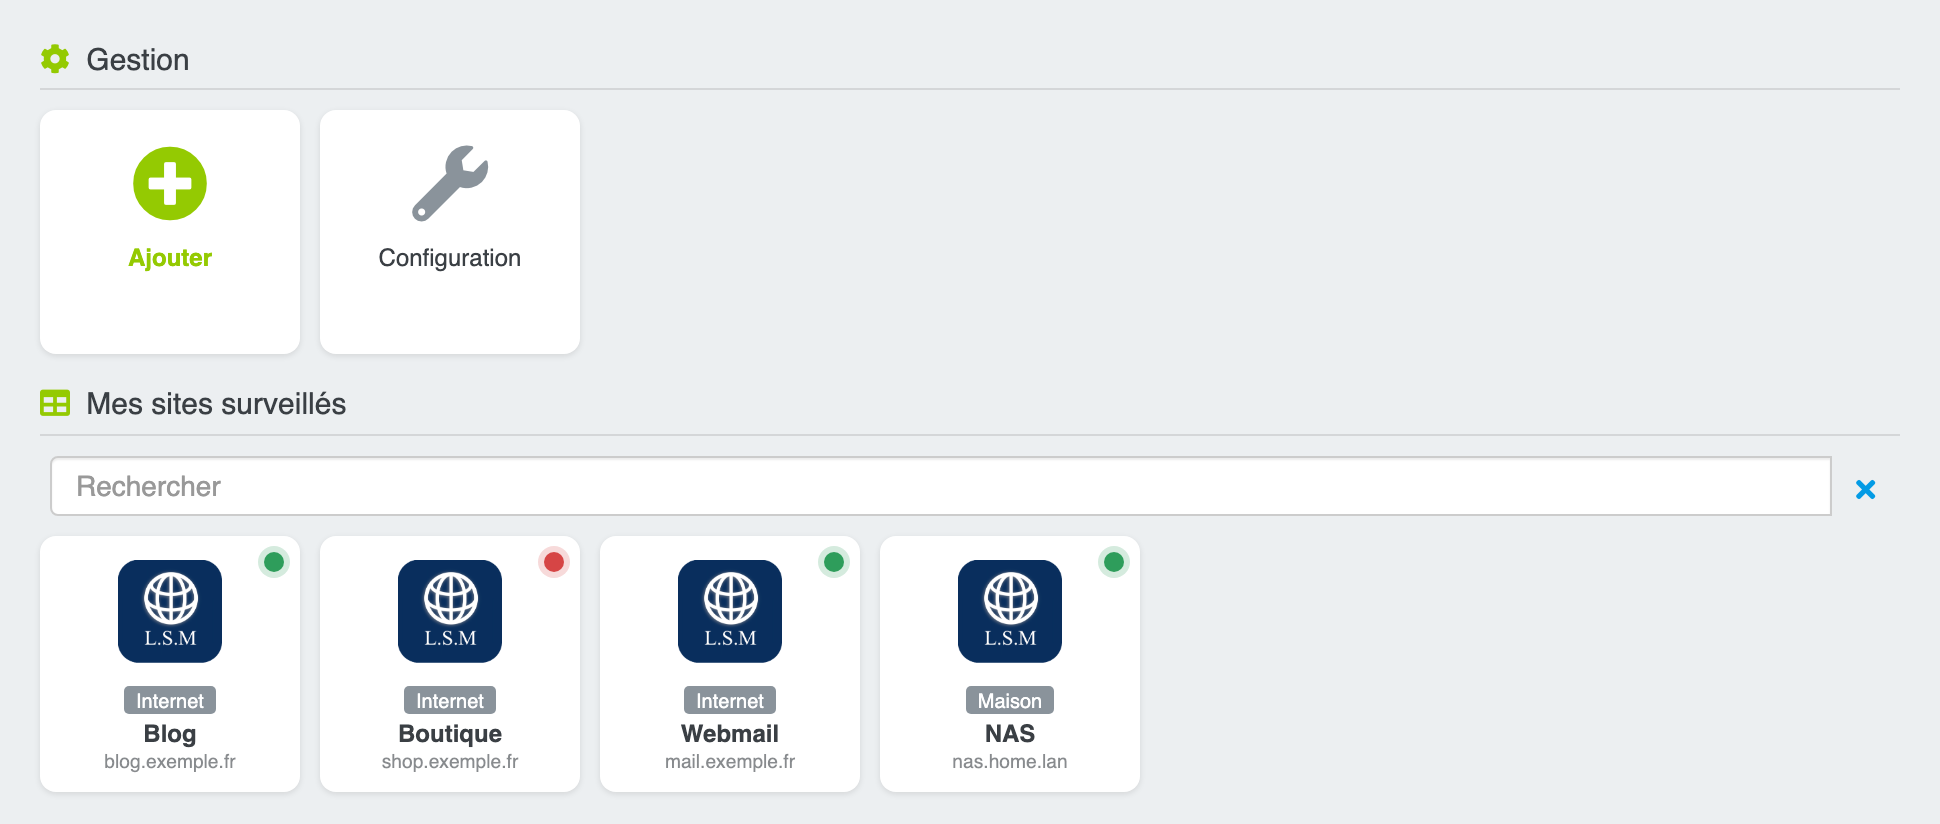 Gestion
Ajouter
Configuration
Mes sites surveillés
Rechercher
L.S.M
L.S.M
L.S.M
L.S.M
Internet
Internet
Internet
Maison
Blog
Boutique
Webmail
NAS
blog.exemple.fr
shop.exemple.fr
mail.exemple.fr
nas.home.lan